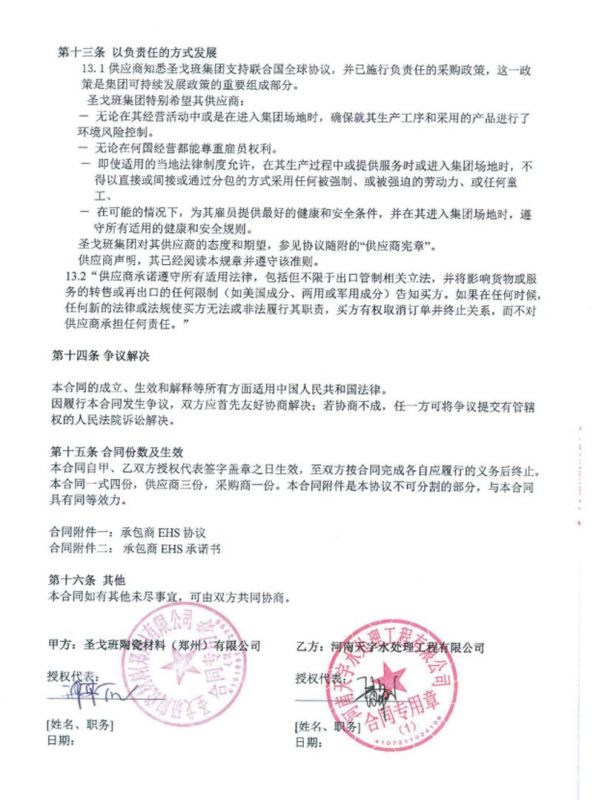 第十三条 以负责任的方式发展
13.1 供应商知悉圣戈班集团支持联合国全球协议，并已施行负责任的采购政策，这一政
策是集团可持续发展政策的重要组成部分。
圣戈班集团特别希望其供应商：
— 无论在其经营活动中或是在进入集团场地时，确保就其生产工序和采用的产品进行了
环境风险控制。
— 无论在何国经营都能尊重雇员权利。
— 即使适用的当地法律制度允许，在其生产过程中或提供服务时或进入集团场地时，不
得以直接或间接或通过分包的方式采用任何被强制、或被强迫的劳动力、或任何童
工、
— 在可能的情况下，为其雇员提供最好的健康和安全条件，并在其进入集团场地时，遵
守所有适用的健康和安全规则。
圣戈班集团对其供应商的态度和期望，参见协议随附的“供应商宪章”。
供应商声明，其已经阅读本规章并遵守该准则。
13.2 “供应商承诺遵守所有适用法律，包括但不限于出口管制相关立法，并将影响货物或服
务的转售或再出口的任何限制（如美国成分、两用或军用成分）告知买方。如果在任何时候，
任何新的法律或法规使买方无法或非法履行其职责，买方有权取消订单并终止关系，而不对
供应商承担任何责任。”
第十四条 争议解决
本合同的成立、生效和解释等所有方面适用中国人民共和国法律。
因履行本合同发生争议，双方应首先友好协商解决；若协商不成，任一方可将争议提交有管辖
权的人民法院诉讼解决。
第十五条 合同份数及生效
本合同自甲、乙双方授权代表签字盖章之日生效，至双方按合同完成各自应履行的义务后终止。
本合同一式四份，供应商三份，采购商一份。本合同附件是本协议不可分割的部分，与本合同
具有同等效力。
合同附件一：承包商 EHS 协议
合同附件二： 承包商 EHS 承诺书
第十六条 其他
本合同如有其他未尽事宜，可由双方共同协商。
甲方：圣戈班陶瓷材料（郑州）有限公司 乙方：河南天宇水处理工程有限公司
授权代表： 授权代表：
[姓名、职务] [姓名、职务]
日期： 日期：
合同专用章
河南天宇水处理工程有限公司
合同专用章
(1)